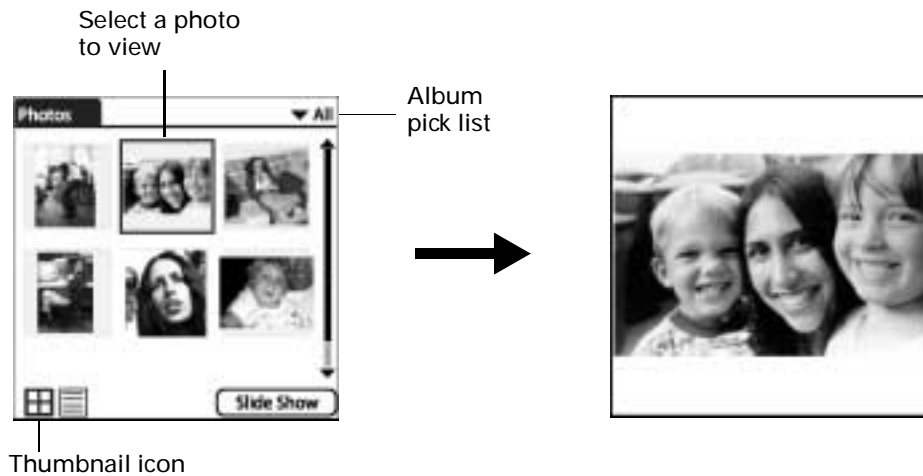 Select a photo
to view
Album
pick list
Photos
All
Slide Show
Thumbnail icon